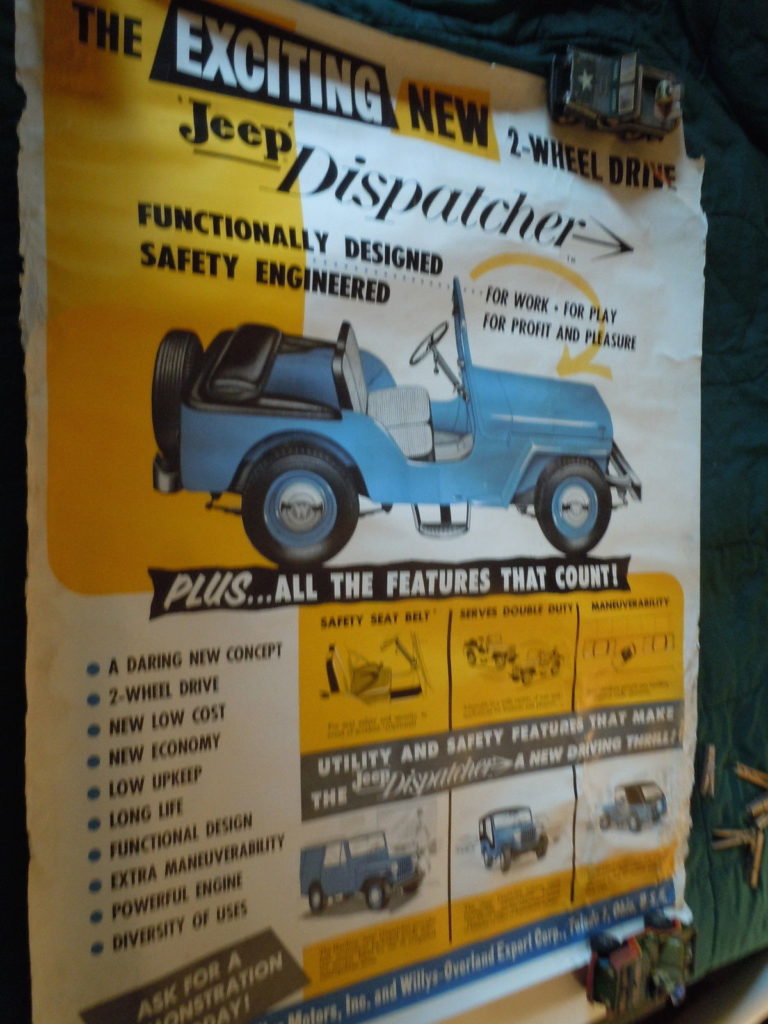 THE EXCITING NEW
'Jeep' Dispatcher 2-WHEEL DRIVE
FUNCTIONALLY DESIGNED
SAFETY ENGINEERED
FOR WORK • FOR PLAY
FOR PROFIT AND PLEASURE
PLUS...ALL THE FEATURES THAT COUNT!
• A DARING NEW CONCEPT
• 2-WHEEL DRIVE
• NEW LOW COST
• NEW ECONOMY
• LOW UPKEEP
• LONG LIFE
• FUNCTIONAL DESIGN
• EXTRA MANEUVERABILITY
• POWERFUL ENGINE
• DIVERSITY OF USES
SAFETY SEAT BELT
SERVES DOUBLE DUTY
MANEUVERABILITY
UTILITY AND SAFETY FEATURES THAT MAKE
THE 'Jeep' Dispatcher A NEW DRIVING THRILL!
ASK FOR A
Motors, Inc. and Willys-Overland Export Corp., Toledo 1, Ohio, U.S.A.